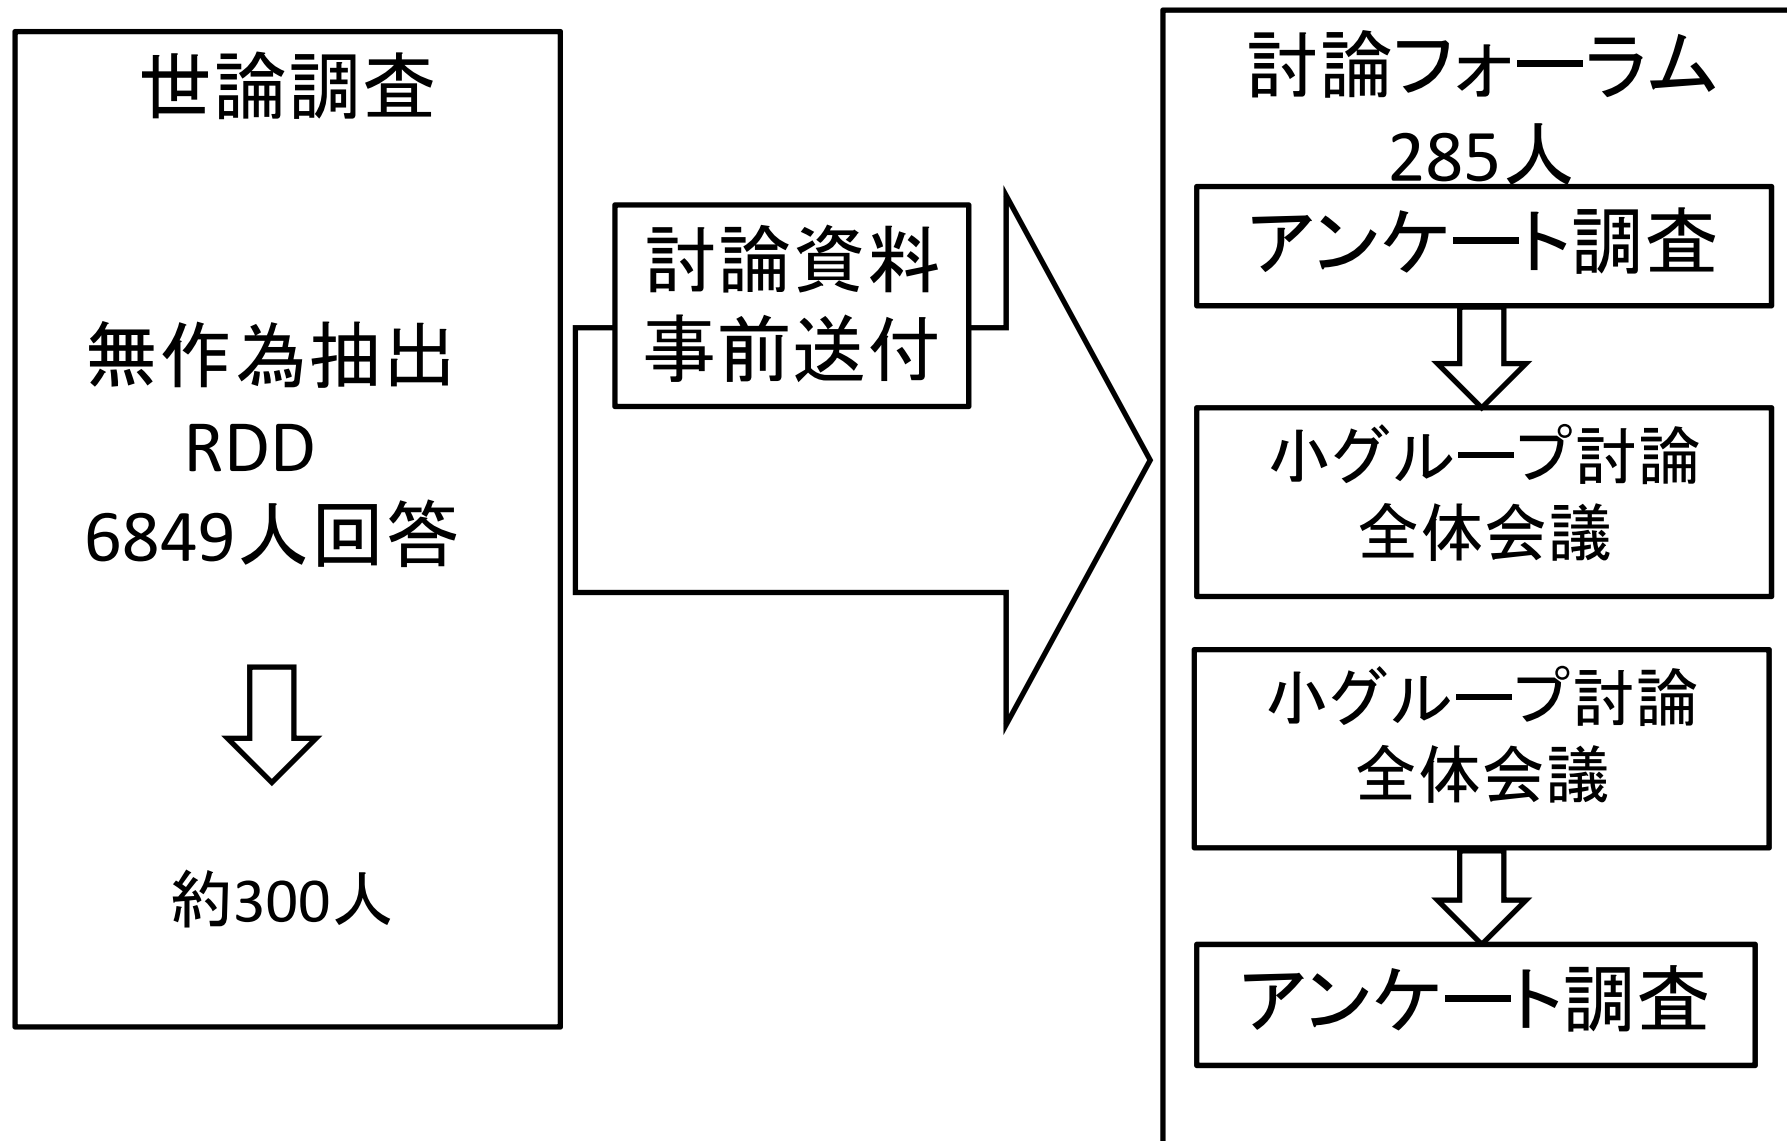 世論調査
無作為抽出
RDD
6849人回答
約300人
討論資料
事前送付
討論フォーラム
285人
アンケート調査
小グループ討論
全体会議
小グループ討論
全体会議
アンケート調査